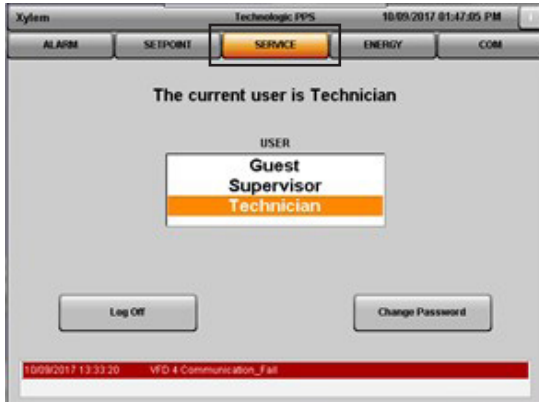 Xylem Technologic PPS 10/09/2017 01:47:05 PM
ALARM SETPOINT SERVICE ENERGY COM
The current user is Technician
USER
Guest
Supervisor
Technician
Log Off Change Password
10/09/2017 13:33:20 VFD 4 Communication_Fail